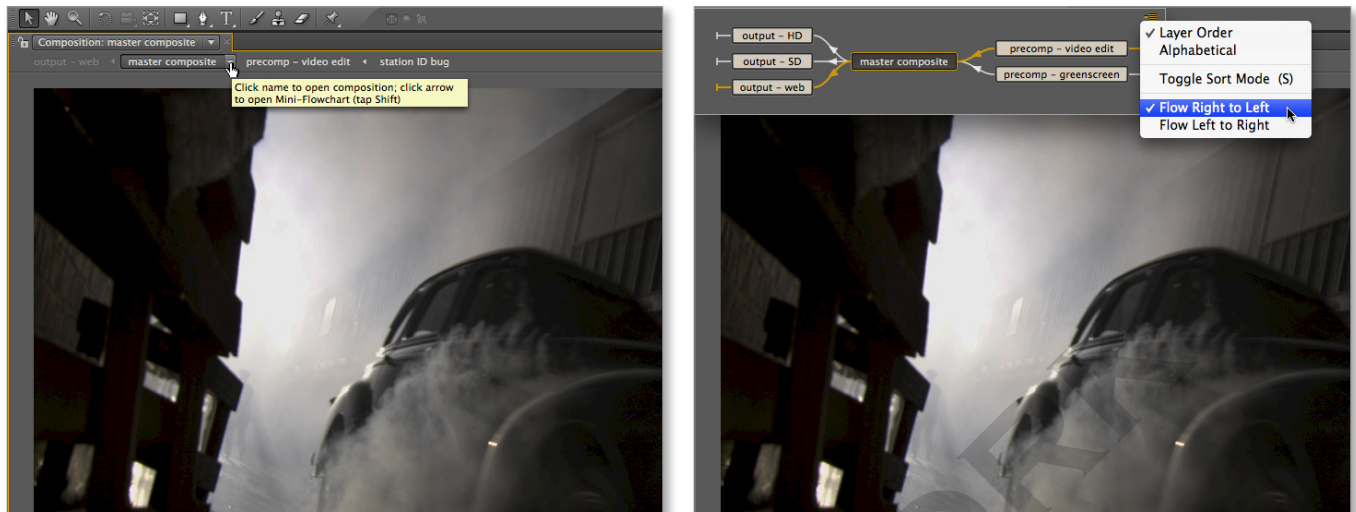 Composition: master composite
output – web master composite precomp – video edit station ID bug
Click name to open composition; click arrow
to open Mini-Flowchart (tap Shift)
output – HD
output – SD
output – web
master composite
precomp – video edit
precomp – greenscreen
✓ Layer Order
Alphabetical
Toggle Sort Mode (S)
✓ Flow Right to Left
Flow Left to Right